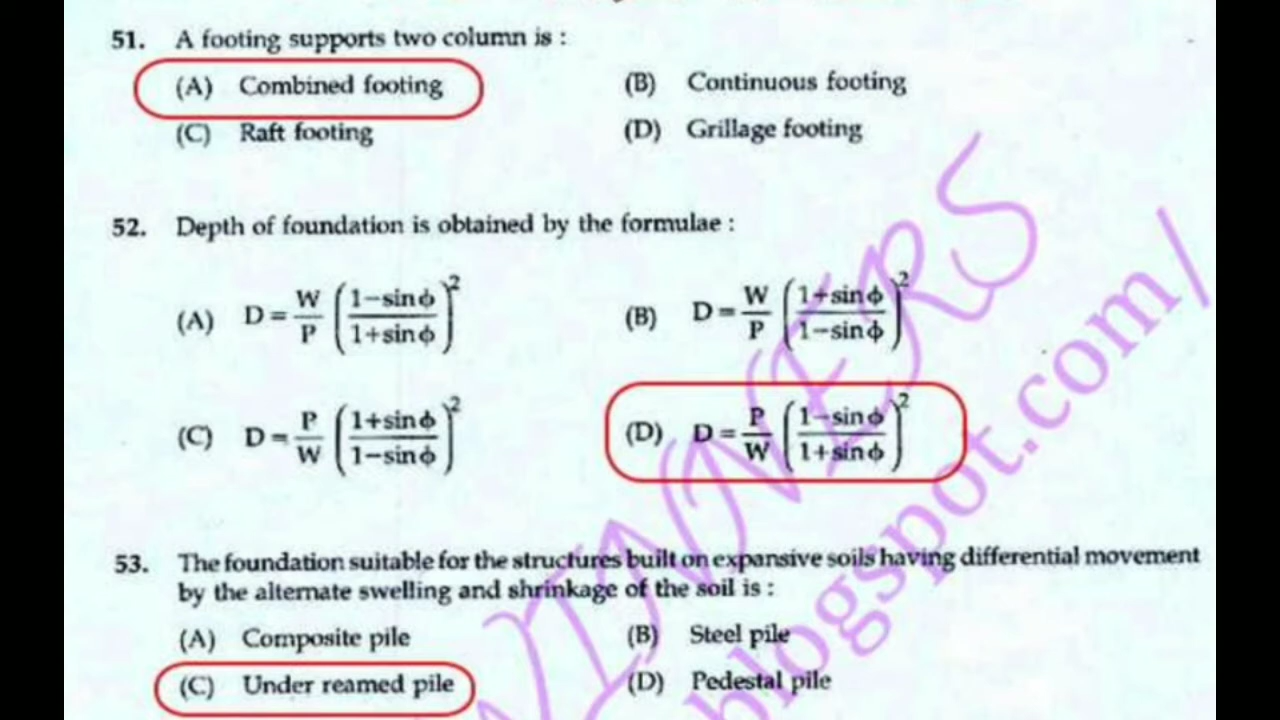 51. A footing supports two column is :
(A) Combined footing (B) Continuous footing
(C) Raft footing (D) Grillage footing
52. Depth of foundation is obtained by the formulae :
(A) D = W/P (1−sinϕ / 1+sinϕ)² (B) D = W/P (1+sinϕ / 1−sinϕ)²
(C) D = P/W (1+sinϕ / 1−sinϕ)² (D) D = P/W (1−sinϕ / 1+sinϕ)²
53. The foundation suitable for the structures built on expansive soils having differential movement
by the alternate swelling and shrinkage of the soil is :
(A) Composite pile (B) Steel pile
(C) Under reamed pile (D) Pedestal pile
blogspot.com/